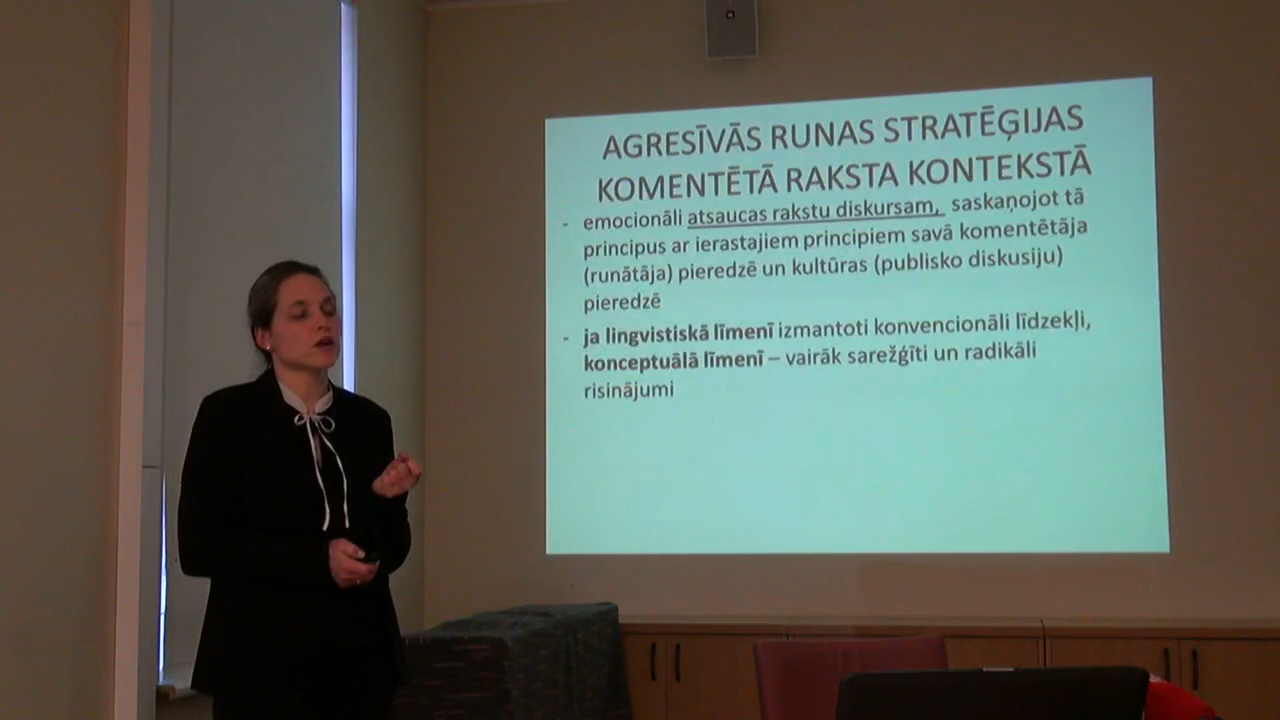 AGRESĪVĀS RUNAS STRATĒĢIJAS
KOMENTĒTĀ RAKSTA KONTEKSTĀ
- emocionāli atsaucas rakstu diskursam, saskaņojot tā
principus ar ierastajiem principiem savā komentētāja
(runātāja) pieredzē un kultūras (publisko diskusiju)
pieredzē
- ja lingvistiskā līmenī izmantoti konvencionāli līdzekļi,
konceptuālā līmenī – vairāk sarežģīti un radikāli
risinājumi